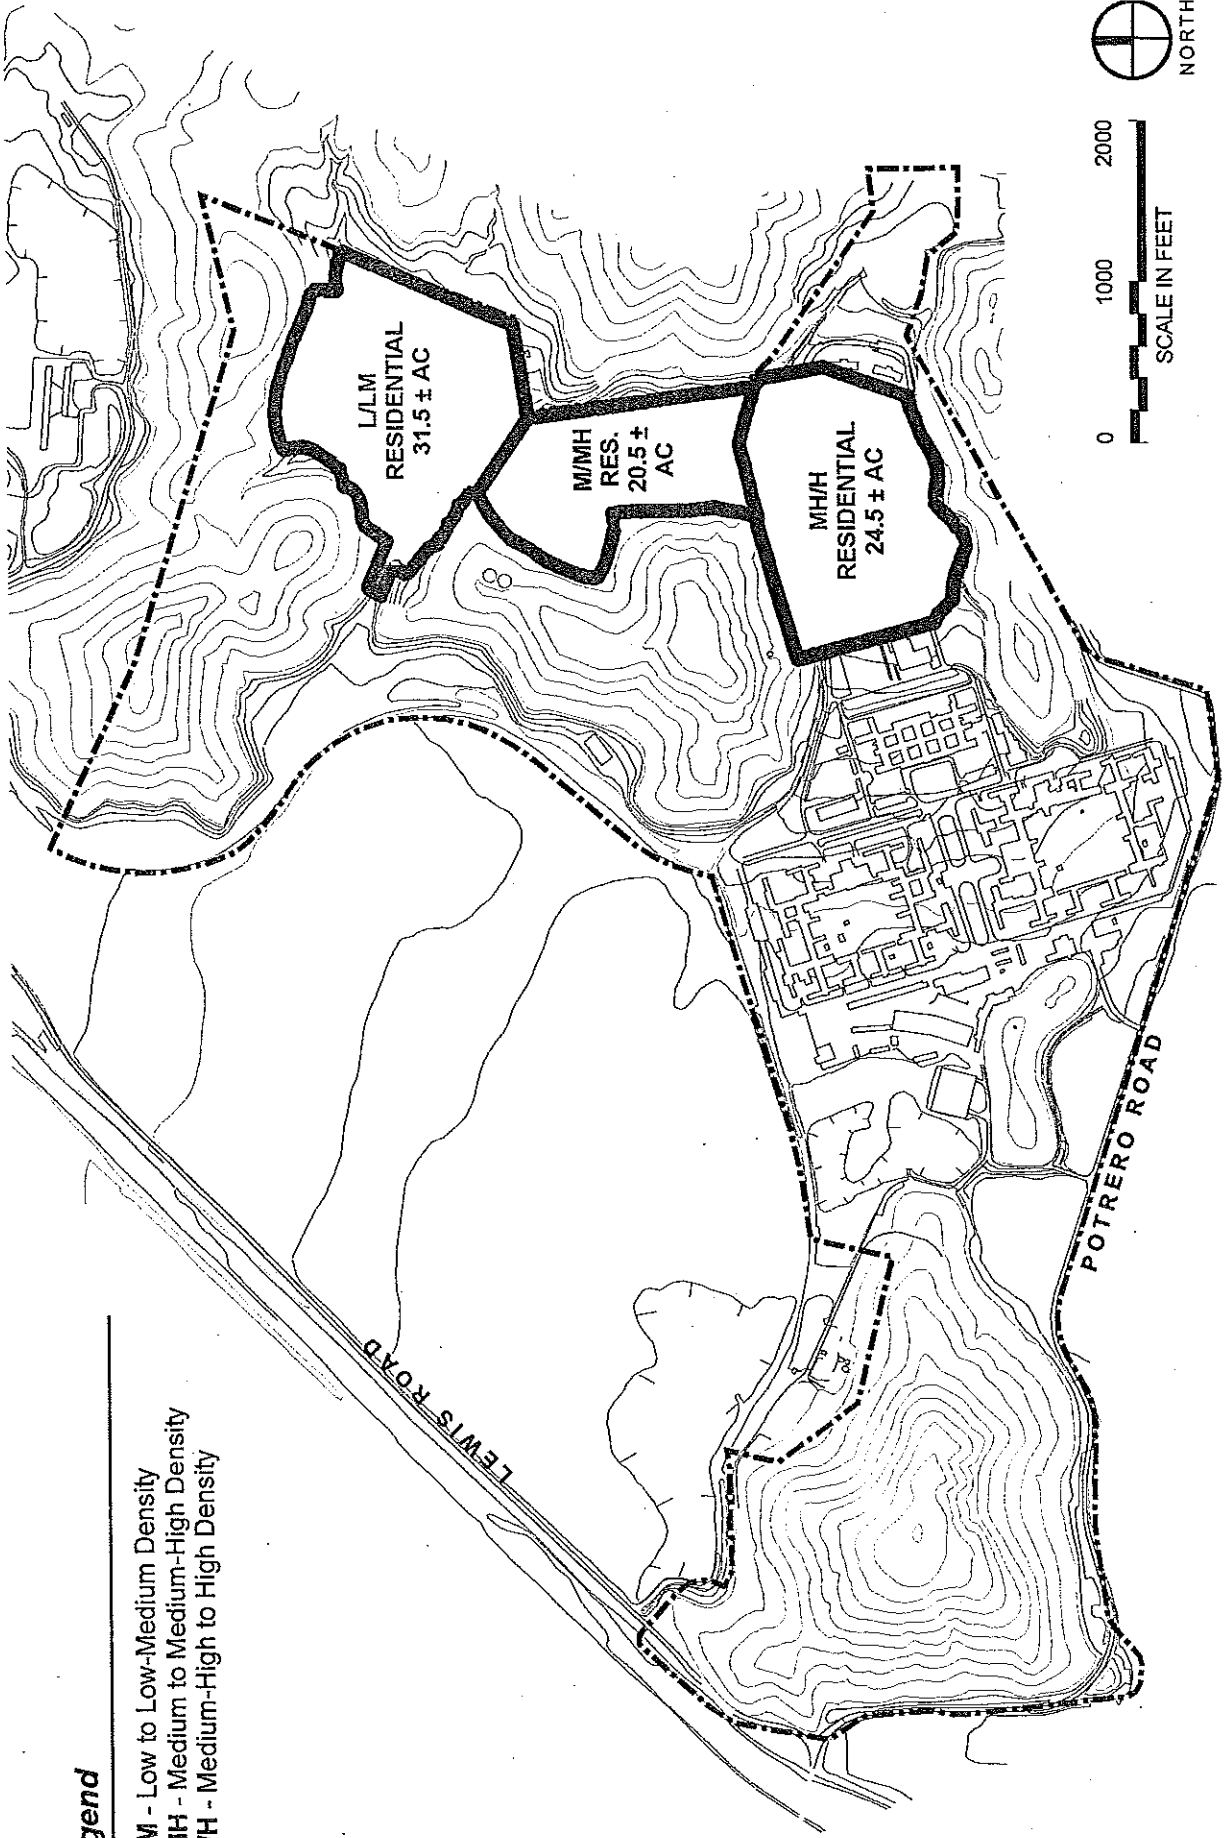 gend
M - Low to Low-Medium Density
MH - Medium to Medium-High Density
/H - Medium-High to High Density
L/LM
RESIDENTIAL
31.5 ± AC
M/MH
RES.
20.5 ±
AC
MH/H
RESIDENTIAL
24.5 ± AC
LEWIS ROAD
POTRERO ROAD
0 1000 2000
SCALE IN FEET
NORTH